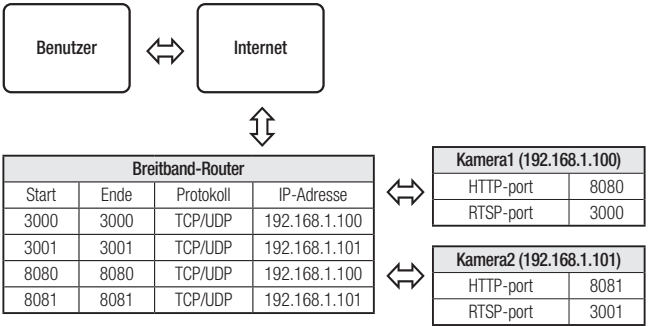 Benutzer
Internet
Breitband-Router
Start Ende Protokoll IP-Adresse
3000 3000 TCP/UDP 192.168.1.100
3001 3001 TCP/UDP 192.168.1.101
8080 8080 TCP/UDP 192.168.1.100
8081 8081 TCP/UDP 192.168.1.101
Kamera1 (192.168.1.100)
HTTP-port 8080
RTSP-port 3000
Kamera2 (192.168.1.101)
HTTP-port 8081
RTSP-port 3001